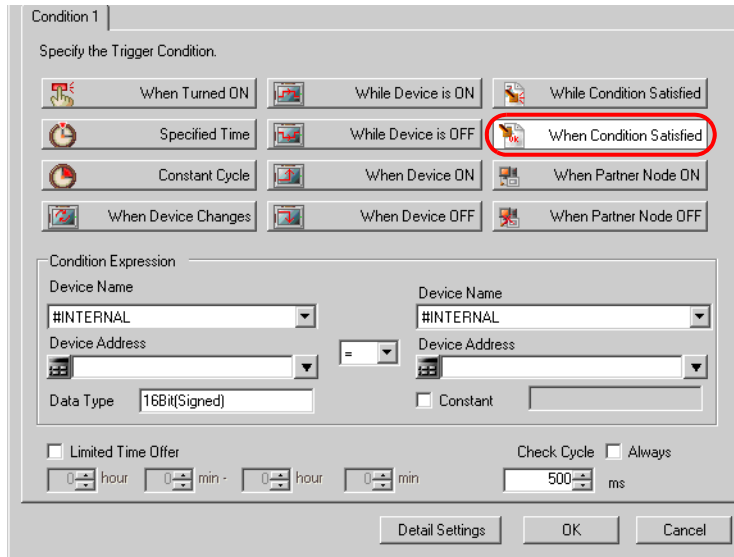 Condition 1
Specify the Trigger Condition.
When Turned ON While Device is ON While Condition Satisfied
Specified Time While Device is OFF When Condition Satisfied
Constant Cycle When Device ON When Partner Node ON
When Device Changes When Device OFF When Partner Node OFF
Condition Expression
Device Name Device Name
#INTERNAL #INTERNAL
Device Address = Device Address
Data Type 16Bit(Signed) Constant
Limited Time Offer Check Cycle Always
0 hour 0 min - 0 hour 0 min 500 ms
Detail Settings OK Cancel